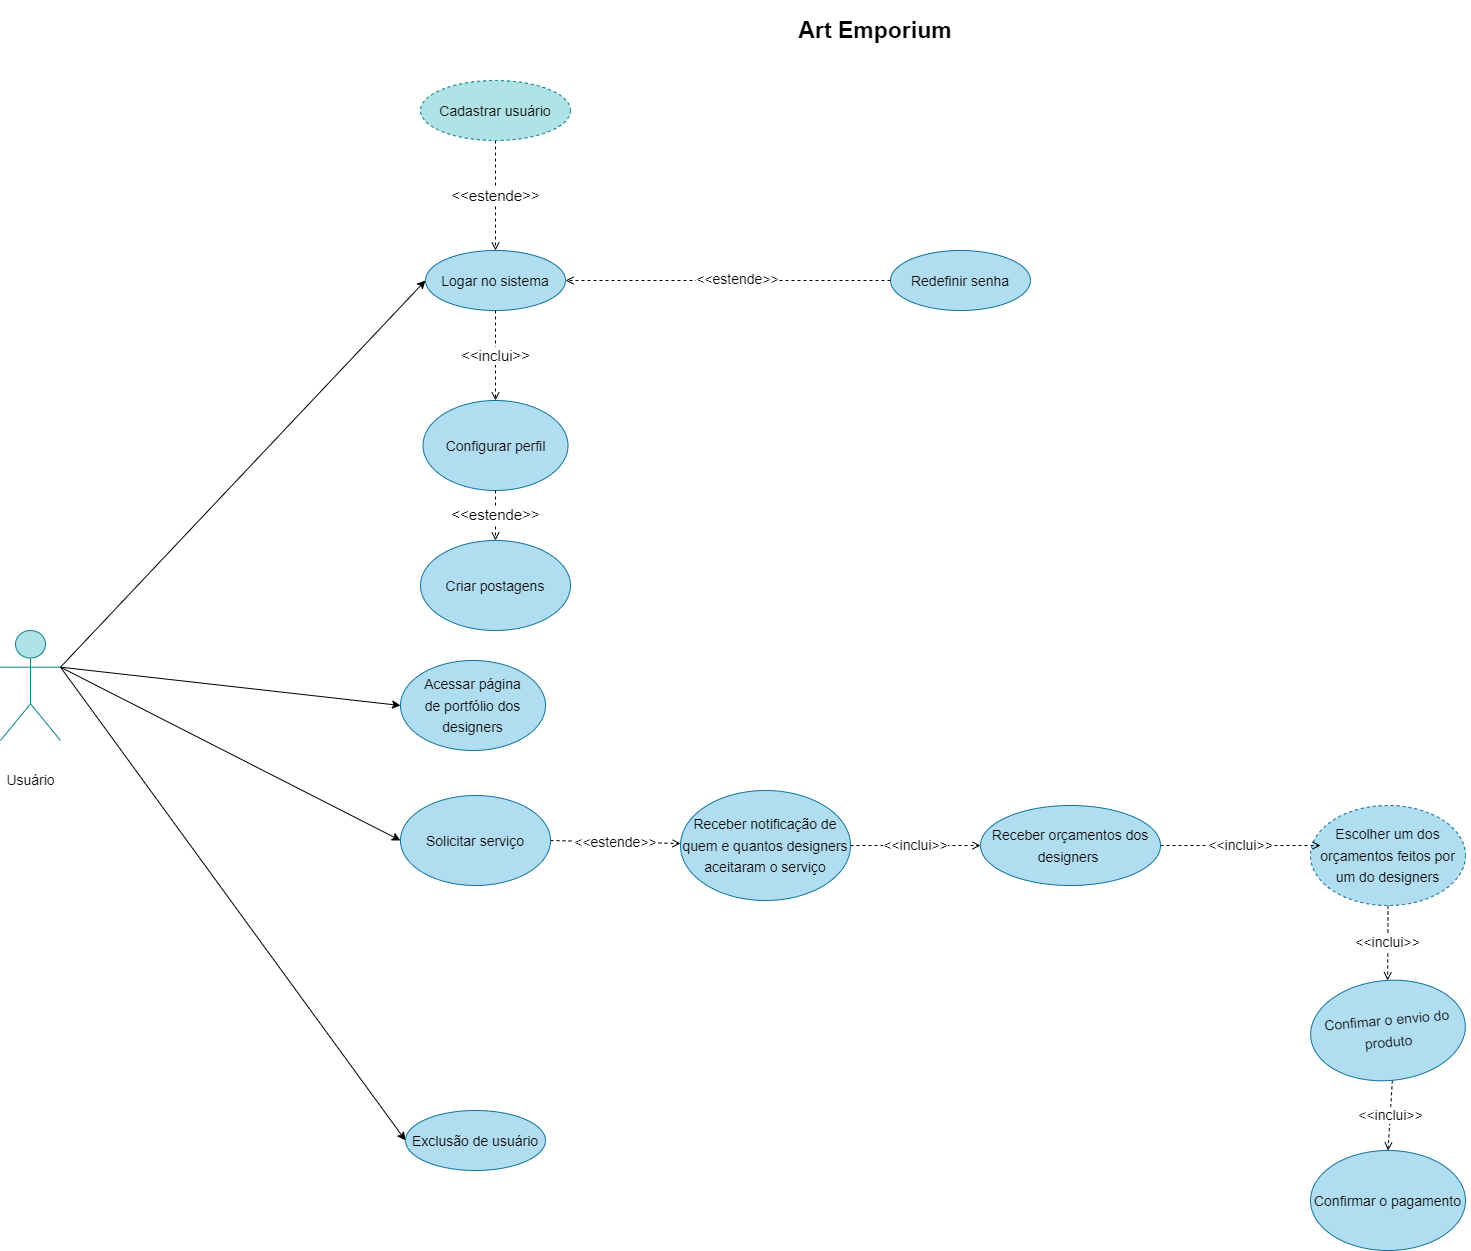 Art Emporium
Cadastrar usuário
<<estende>>
Logar no sistema
<<estende>>
Redefinir senha
<<inclui>>
Configurar perfil
<<estende>>
Criar postagens
Acessar página
de portfólio dos
designers
Usuário
Solicitar serviço
<<estende>>
Receber notificação de
quem e quantos designers
aceitaram o serviço
<<inclui>>
Receber orçamentos dos
designers
<<inclui>>
Escolher um dos
orçamentos feitos por
um do designers
<<inclui>>
Confimar o envio do
produto
<<inclui>>
Exclusão de usuário
Confirmar o pagamento